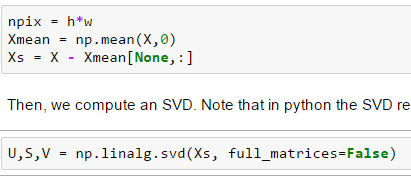 npix = h*w
Xmean = np.mean(X,0)
Xs = X - Xmean[None,:]
Then, we compute an SVD. Note that in python the SVD re
U,S,V = np.linalg.svd(Xs, full_matrices=False)